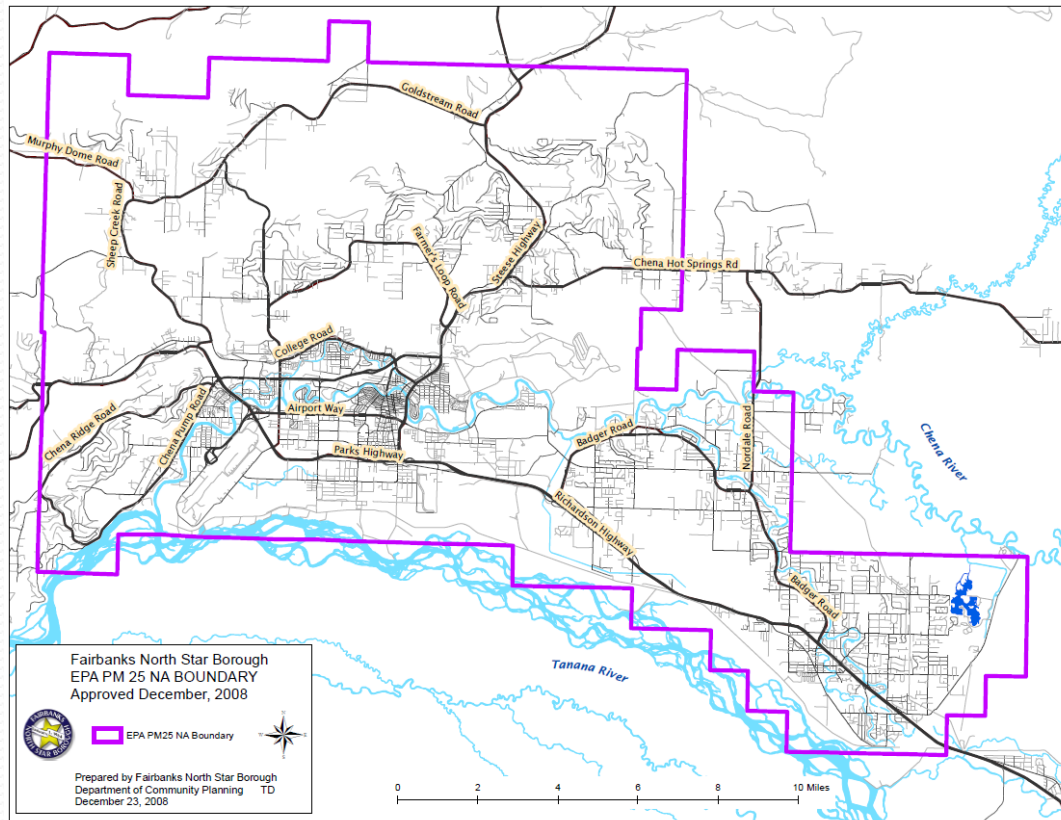 Goldstream Road
Murphy Dome Road
Sheep Creek Road
Farmer's Loop Road
Steese Highway
Chena Hot Springs Rd
College Road
Chena Ridge Road
Chena Pump Road
Airport Way
Parks Highway
Badger Road
Nordale Road
Chena River
Richardson Highway
Badger Road
Tanana River
Fairbanks North Star Borough
EPA PM 25 NA BOUNDARY
Approved December, 2008
FAIRBANKS
NORTH STAR BOROUGH
EPA PM25 NA Boundary
N
W E
S
Prepared by Fairbanks North Star Borough
Department of Community Planning TD
December 23, 2008
0 2 4 6 8 10 Miles